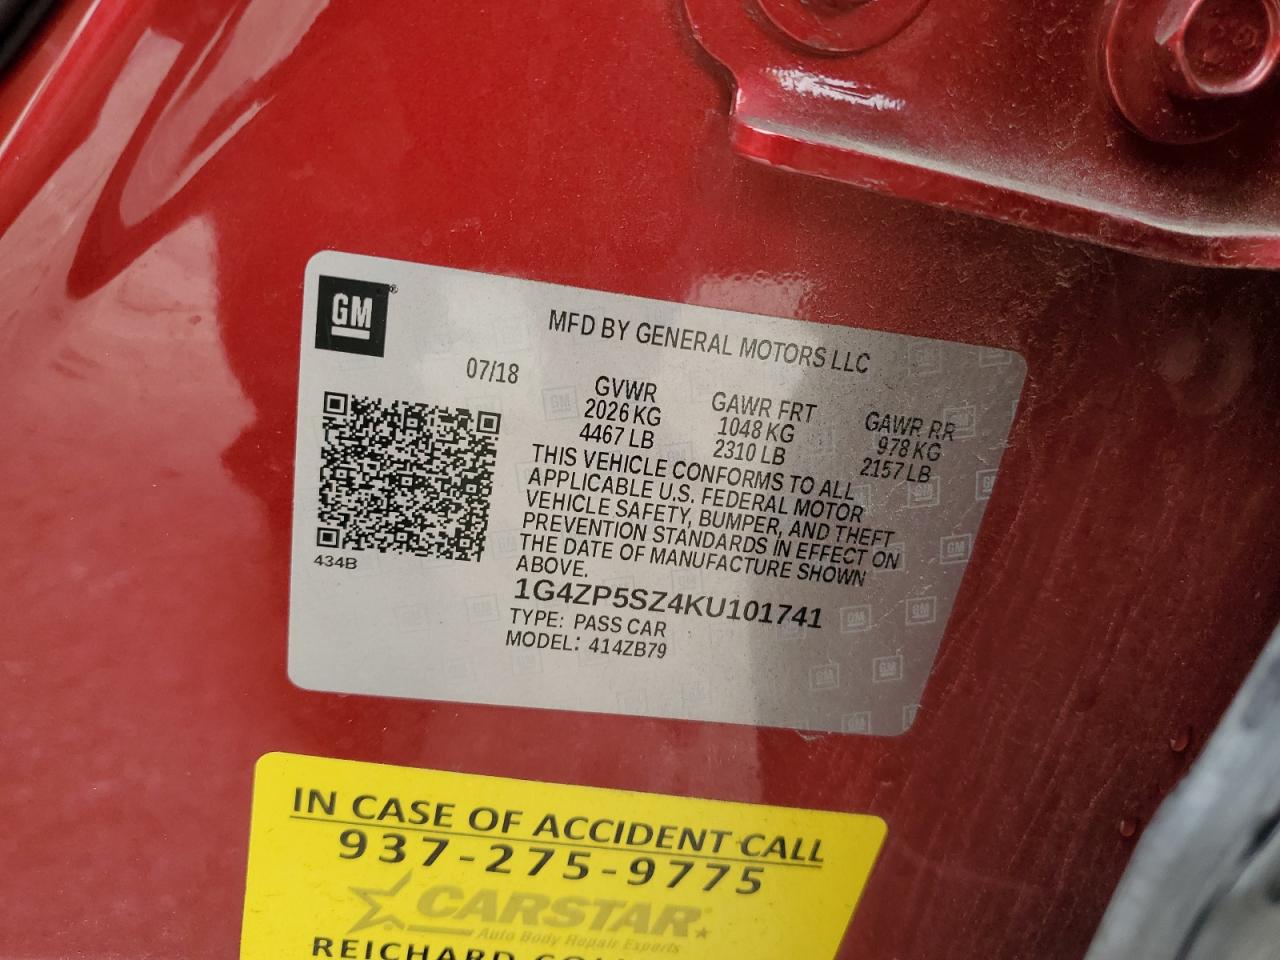 GM®
MFD BY GENERAL MOTORS LLC
07/18
GVWR
2026 KG
4467 LB
GAWR FRT
1048 KG
2310 LB
GAWR RR
978 KG
2157 LB
THIS VEHICLE CONFORMS TO ALL
APPLICABLE U.S. FEDERAL MOTOR
VEHICLE SAFETY, BUMPER, AND THEFT
PREVENTION STANDARDS IN EFFECT ON
THE DATE OF MANUFACTURE SHOWN
ABOVE.
434B
1G4ZP5SZ4KU101741
TYPE: PASS CAR
MODEL: 414ZB79
IN CASE OF ACCIDENT CALL
937-275-9775
CARSTAR
Auto Body Repair Experts
REICHARD